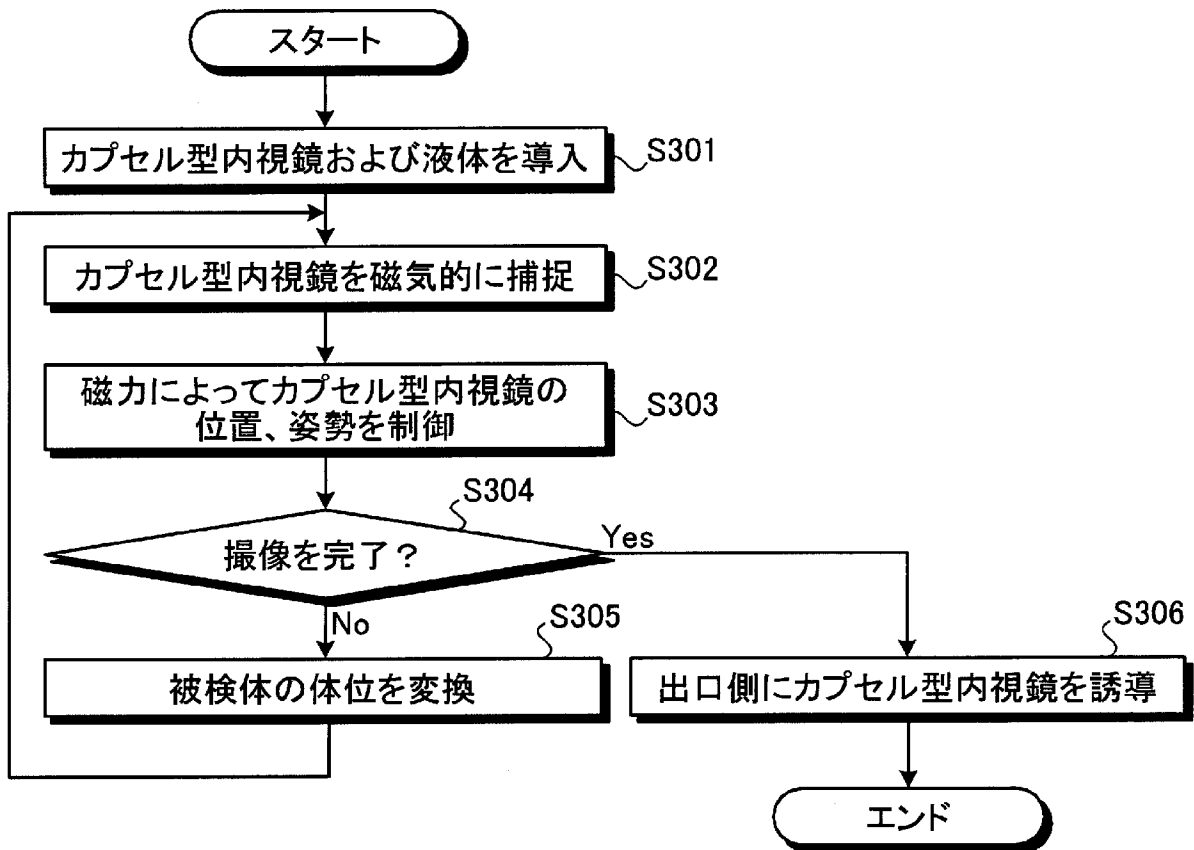 スタート
カプセル型内視鏡および液体を導入
S301
カプセル型内視鏡を磁気的に捕捉
S302
磁力によってカプセル型内視鏡の
位置、姿勢を制御
S303
S304
撮像を完了？
Yes
No
S305
被検体の体位を変換
S306
出口側にカプセル型内視鏡を誘導
エンド